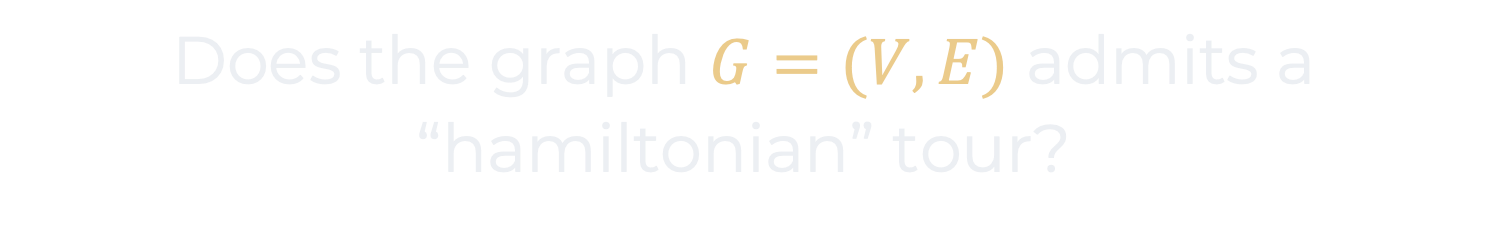 Does the graph G = (V, E) admits a
“hamiltonian” tour?